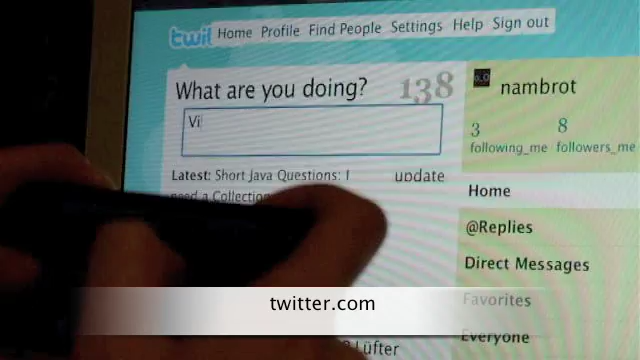 twit
Home Profile Find People Settings Help Sign out
What are you doing? 138
Vi
Latest: Short Java Questions: I
need a Collection
update
o_O nambrot
3 8
following_me followers_me
Home
@Replies
Direct Messages
Favorites
Everyone
twitter.com
Lüfter